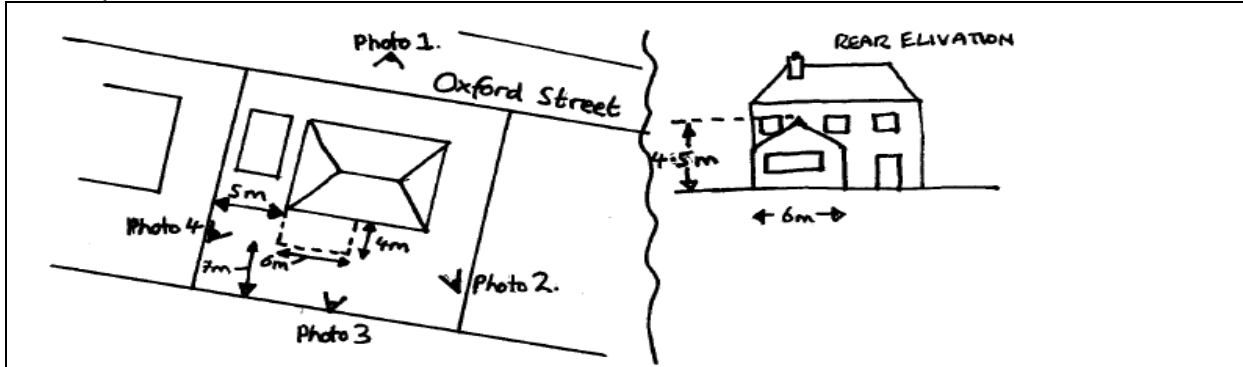 Photo 1.
REAR ELIVATION
Oxford Street
4.5m
5m
Photo 4
4m
7m
6m
6m
Photo 2.
Photo 3